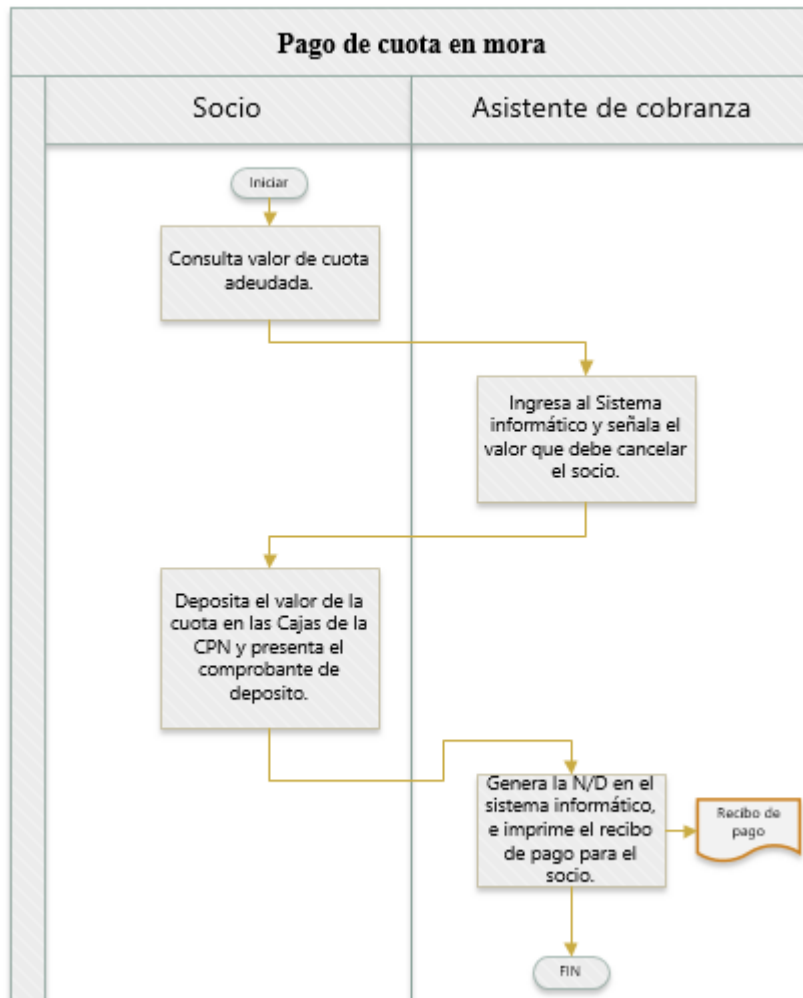 Pago de cuota en mora
Socio
Asistente de cobranza
Iniciar
Consulta valor de cuota
adeudada.
Ingresa al Sistema
informático y señala el
valor que debe cancelar
el socio.
Deposita el valor de la
cuota en las Cajas de la
CPN y presenta el
comprobante de
deposito.
Genera la N/D en el
sistema informático,
e imprime el recibo
de pago para el
socio.
Recibo de
pago
FIN